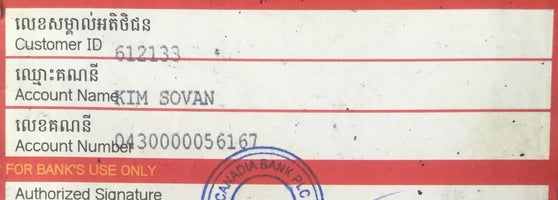 លេខសម្គាល់អតិថិជន
Customer ID 612133
ឈ្មោះគណនី
Account Name KIM SOVAN
លេខគណនី
Account Number 0430000056167
FOR BANK'S USE ONLY
CANADIA BANK PLC
Authorized Signature